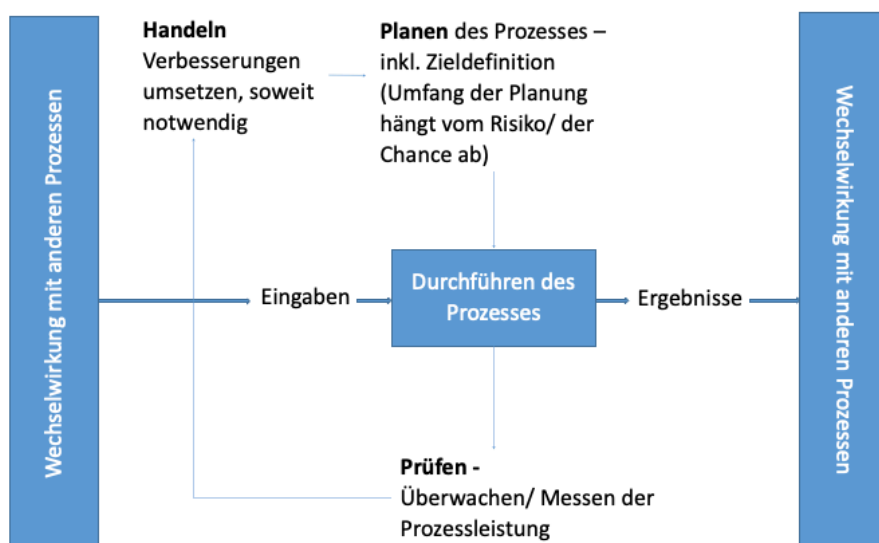 Wechselwirkung mit anderen Prozessen
Handeln
Verbesserungen
umsetzen, soweit
notwendig
Planen des Prozesses –
inkl. Zieldefinition
(Umfang der Planung
hängt vom Risiko/ der
Chance ab)
Eingaben
Durchführen des
Prozesses
Ergebnisse
Prüfen -
Überwachen/ Messen der
Prozessleistung
Wechselwirkung mit anderen Prozessen